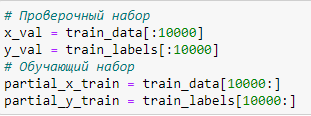 # Проверочный набор
x_val = train_data[:10000]
y_val = train_labels[:10000]
# Обучающий набор
partial_x_train = train_data[10000:]
partial_y_train = train_labels[10000:]